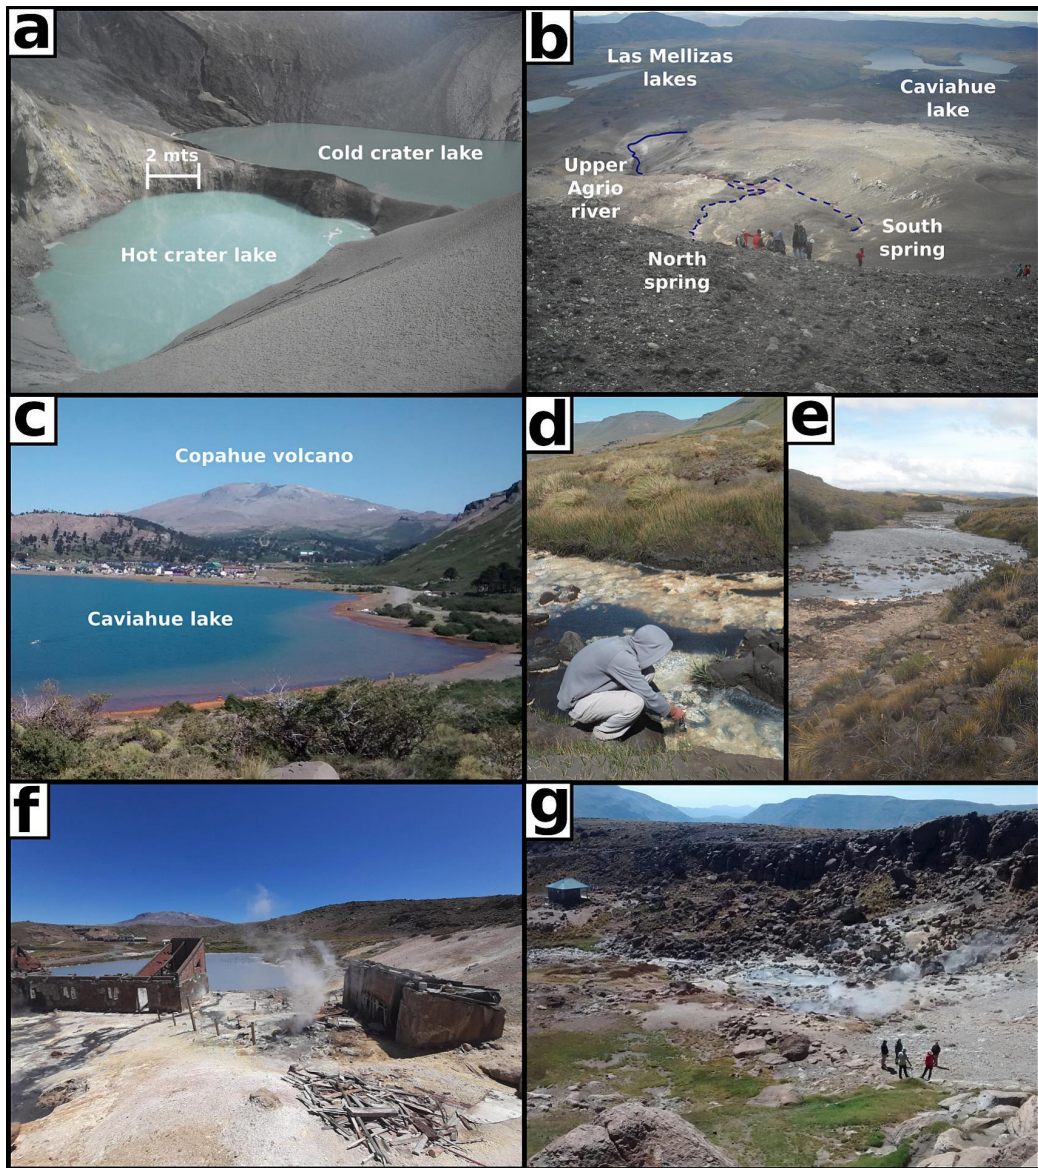 a
2 mts
Cold crater lake
Hot crater lake
b
Las Mellizas
lakes
Caviahue
lake
Upper
Agrio
river
North
spring
South
spring
c
Copahue volcano
Caviahue lake
d
e
f
g